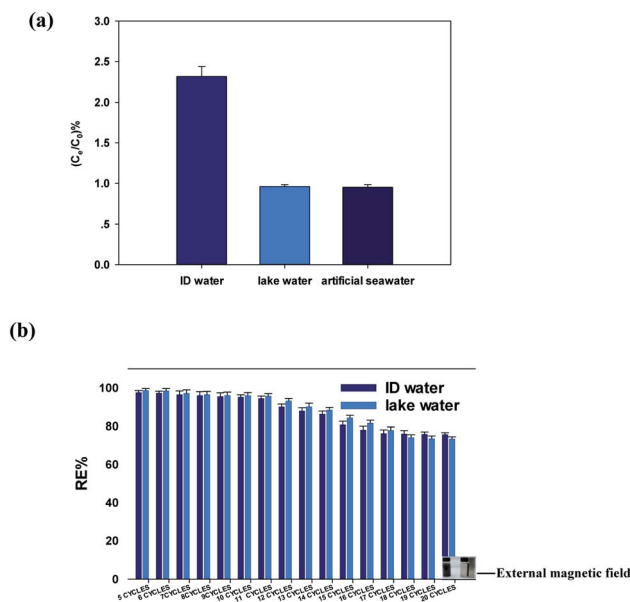 (a)
3.0
2.5
2.0
1.5
1.0
.5
0.0
(Ce/C0)%
ID water
lake water
artificial seawater
(b)
ID water
lake water
100
80
60
40
20
0
RE%
5 CYCLES
6 CYCLES
7CYCLES
8CYCLES
9CYCLES
10 CYCLES
11 CYCLES
12 CYCLES
13 CYCLES
14 CYCLES
15 CYCLES
16 CYCLES
17 CYCLES
18 CYCLES
19 CYCLES
20 CYCLES
External magnetic field